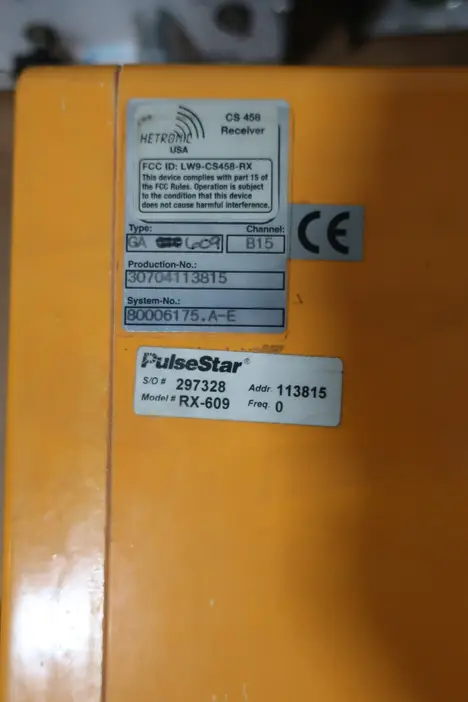 HETRONIC
USA
CS 458
Receiver
FCC ID: LW9-CS458-RX
This device complies with part 15 of
the FCC Rules. Operation is subject
to the condition that this device
does not cause harmful interference.
Type: Channel:
GA 609 B15
Production-No.:
30704113815
System-No.:
80006175.A-E
CE
PulseStar®
S/O # 297328 Addr. 113815
Model # RX-609 Freq. 0